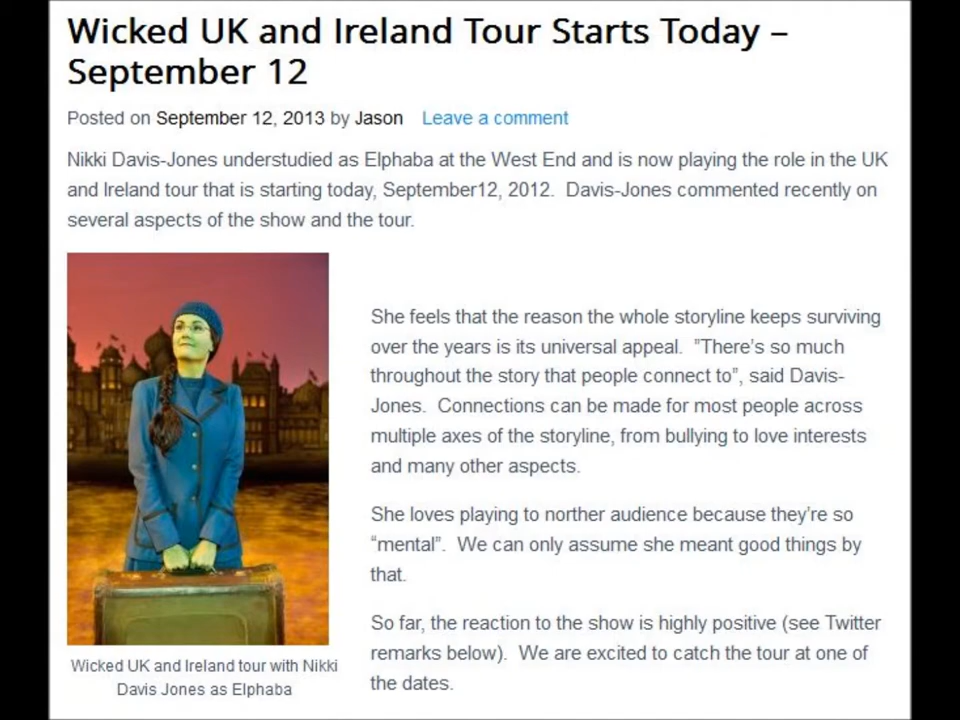 Wicked UK and Ireland Tour Starts Today –
September 12
Posted on September 12, 2013 by Jason Leave a comment
Nikki Davis-Jones understudied as Elphaba at the West End and is now playing the role in the UK
and Ireland tour that is starting today, September12, 2012. Davis-Jones commented recently on
several aspects of the show and the tour.
She feels that the reason the whole storyline keeps surviving
over the years is its universal appeal. "There's so much
throughout the story that people connect to", said Davis-
Jones. Connections can be made for most people across
multiple axes of the storyline, from bullying to love interests
and many other aspects.
She loves playing to norther audience because they're so
"mental". We can only assume she meant good things by
that.
So far, the reaction to the show is highly positive (see Twitter
remarks below). We are excited to catch the tour at one of
the dates.
Wicked UK and Ireland tour with Nikki
Davis Jones as Elphaba